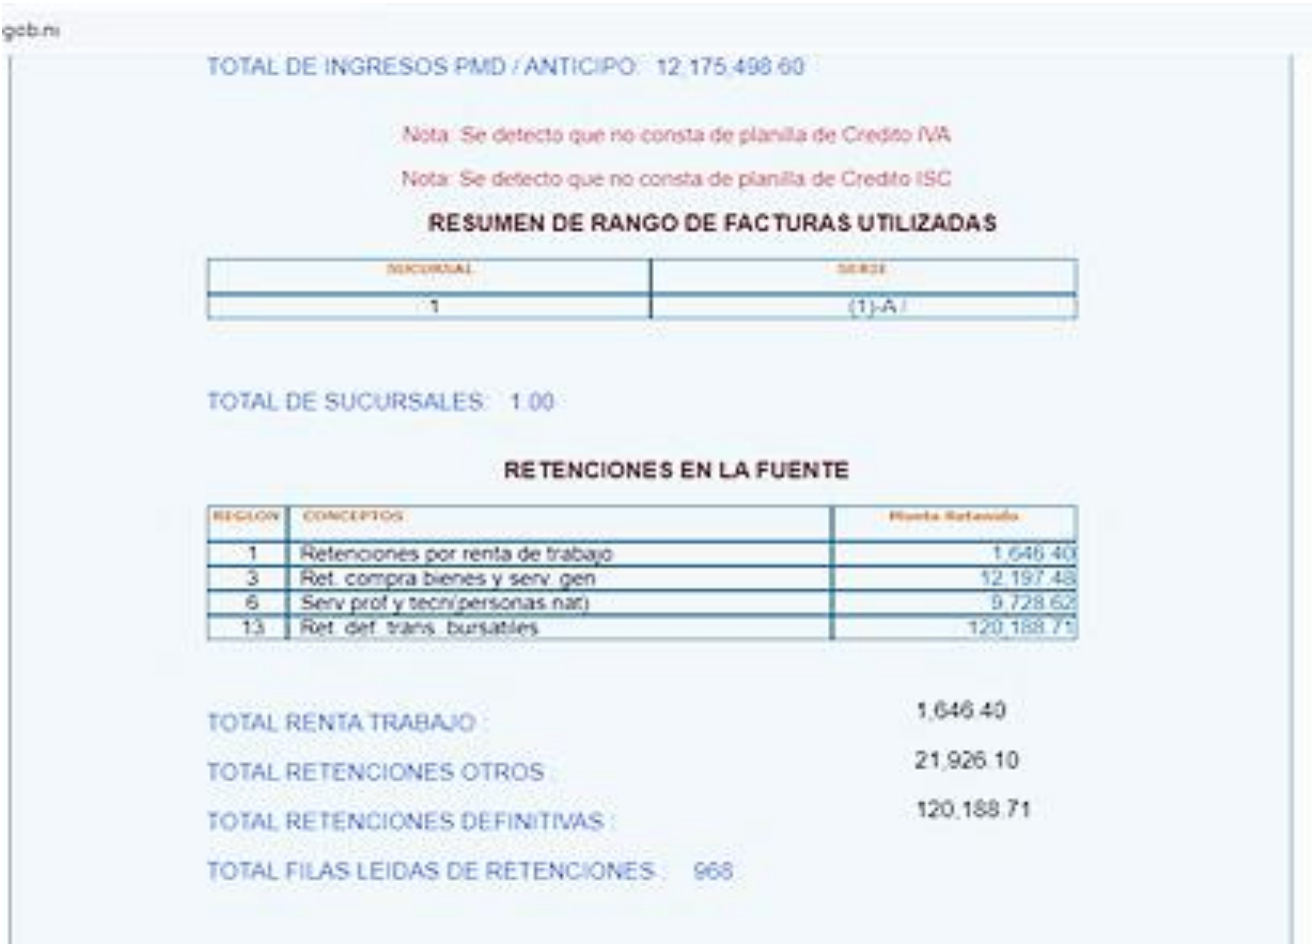 gob.ni
TOTAL DE INGRESOS PMD / ANTICIPO: 12,175,498.60
Nota: Se detecto que no consta de planilla de Credito IVA
Nota: Se detecto que no consta de planilla de Credito ISC
RESUMEN DE RANGO DE FACTURAS UTILIZADAS
SUCURSAL SERIE
1 (1)-A /
TOTAL DE SUCURSALES: 1.00
RETENCIONES EN LA FUENTE
REGLON CONCEPTOS Monto Retenido
1 Retenciones por renta de trabajo 1,646.40
3 Ret. compra bienes y serv. gen 12,197.48
6 Serv prof y tecn(personas nat) 9,728.62
13 Ret. def. trans. bursatiles 120,188.71
TOTAL RENTA TRABAJO : 1,646.40
TOTAL RETENCIONES OTROS : 21,926.10
TOTAL RETENCIONES DEFINITIVAS : 120,188.71
TOTAL FILAS LEIDAS DE RETENCIONES : 968